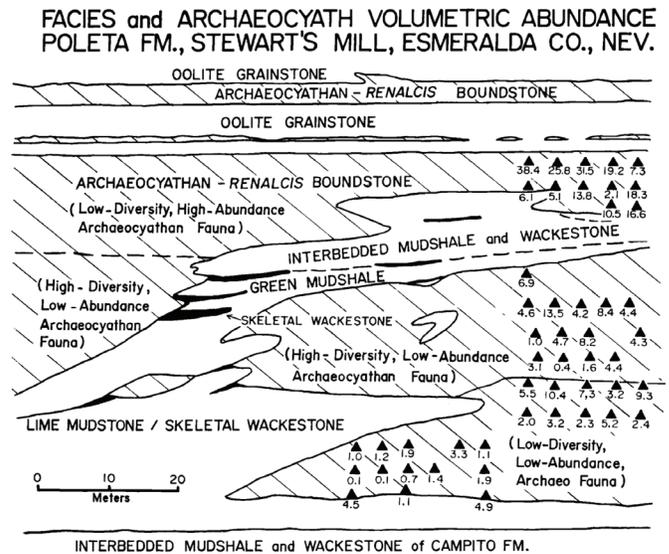 FACIES and ARCHAEOCYATH VOLUMETRIC ABUNDANCE
POLETA FM., STEWART'S MILL, ESMERALDA CO., NEV.
OOLITE GRAINSTONE
ARCHAEOCYATHAN - RENALCIS BOUNDSTONE
OOLITE GRAINSTONE
38.4 25.8 31.5 19.2 7.3
ARCHAEOCYATHAN - RENALCIS BOUNDSTONE
6.1 5.1 13.8 2.1 18.3
(Low-Diversity, High-Abundance
Archaeocyathan Fauna)
10.5 16.6
INTERBEDDED MUDSHALE and WACKESTONE
GREEN MUDSHALE
6.9
(High - Diversity,
Low - Abundance
Archaeocyathan
Fauna)
4.6 13.5 4.2 8.4 4.4
SKELETAL WACKESTONE
1.0 4.7 8.2 4.3
(High - Diversity, Low-Abundance
Archaeocyathan Fauna)
3.1 0.4 1.6 4.4
5.5 10.4 7.3 3.2 9.3
LIME MUDSTONE / SKELETAL WACKESTONE
2.0 3.2 2.3 5.2 2.4
1.0 1.2 1.9 3.3 1.1
(Low-Diversity,
Low-Abundance,
Archaeo Fauna)
0.1 0.1 0.7 1.4 1.9
4.5 1.1 4.9
0 10 20
Meters
INTERBEDDED MUDSHALE and WACKESTONE of CAMPITO FM.